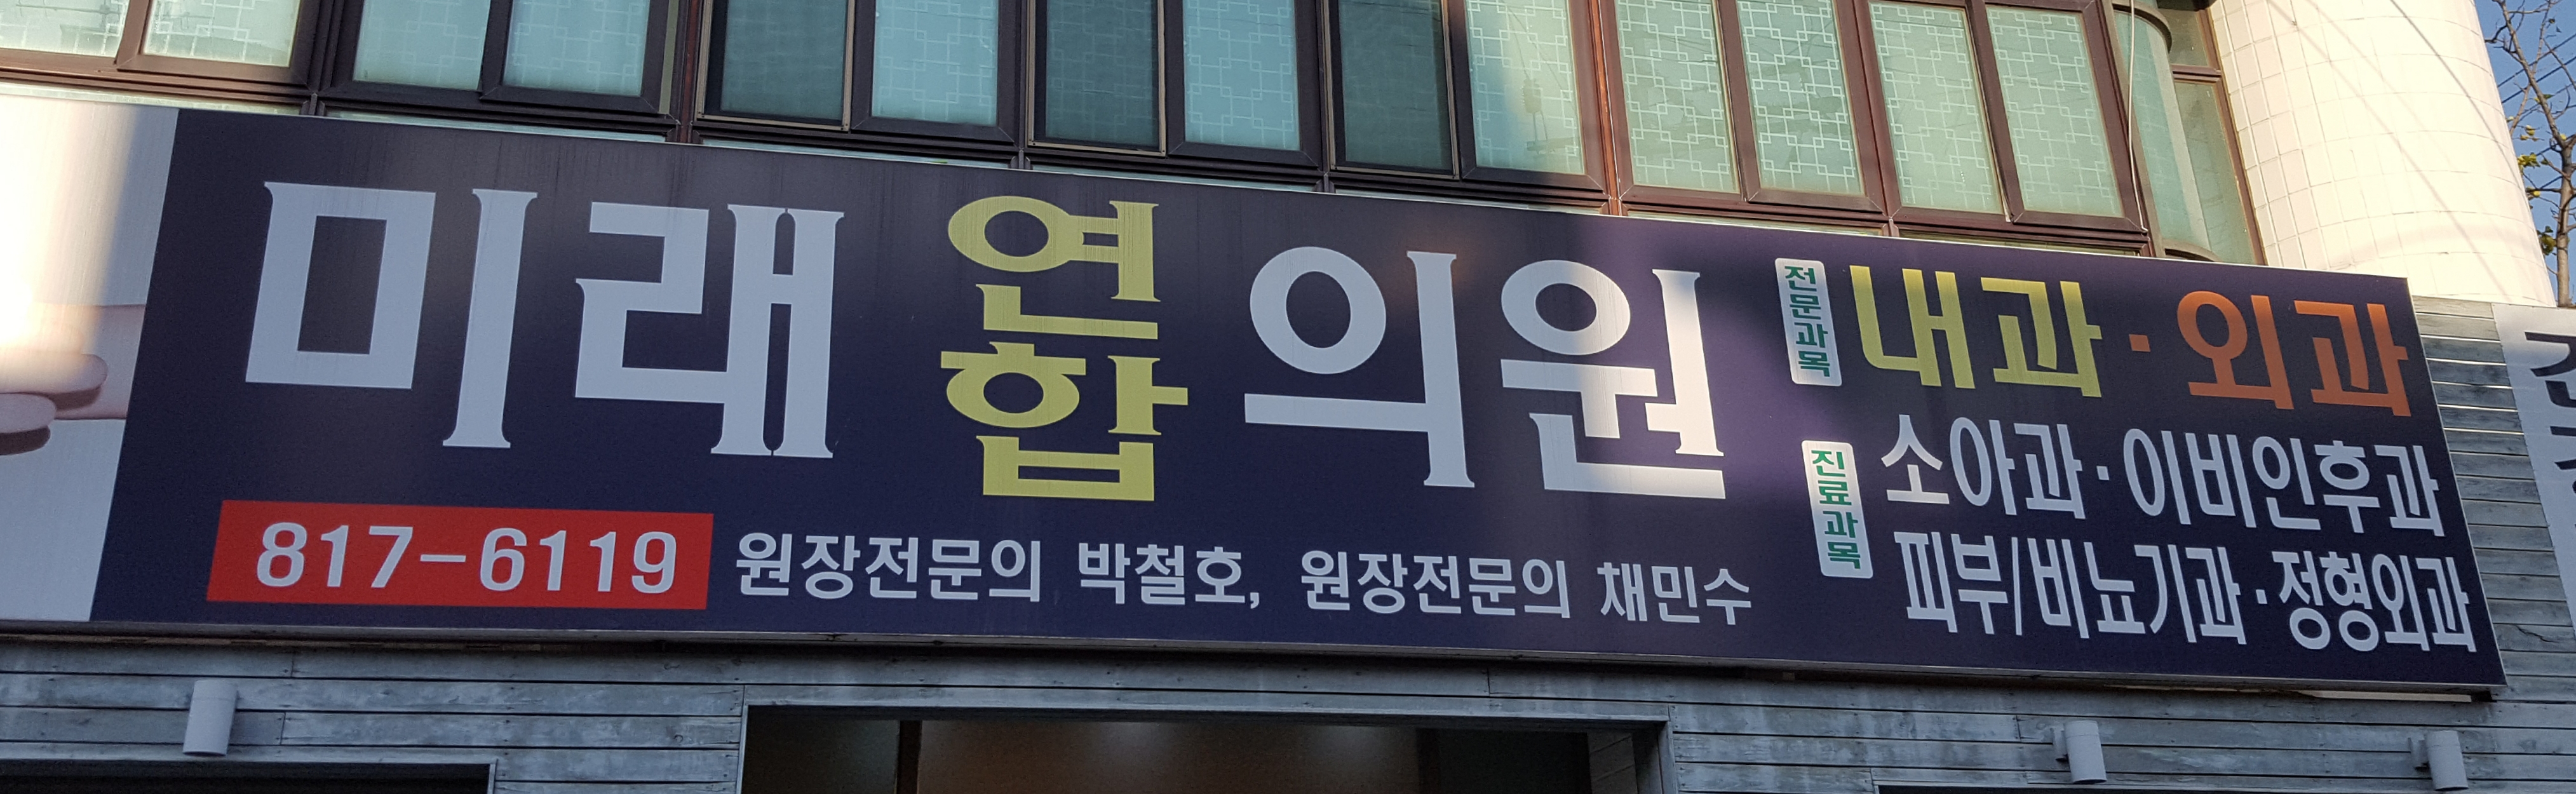 미래연합의원
817-6119 원장전문의 박철호, 원장전문의 채민수
전문과목 내과·외과
진료과목 소아과·이비인후과
피부/비뇨기과·정형외과